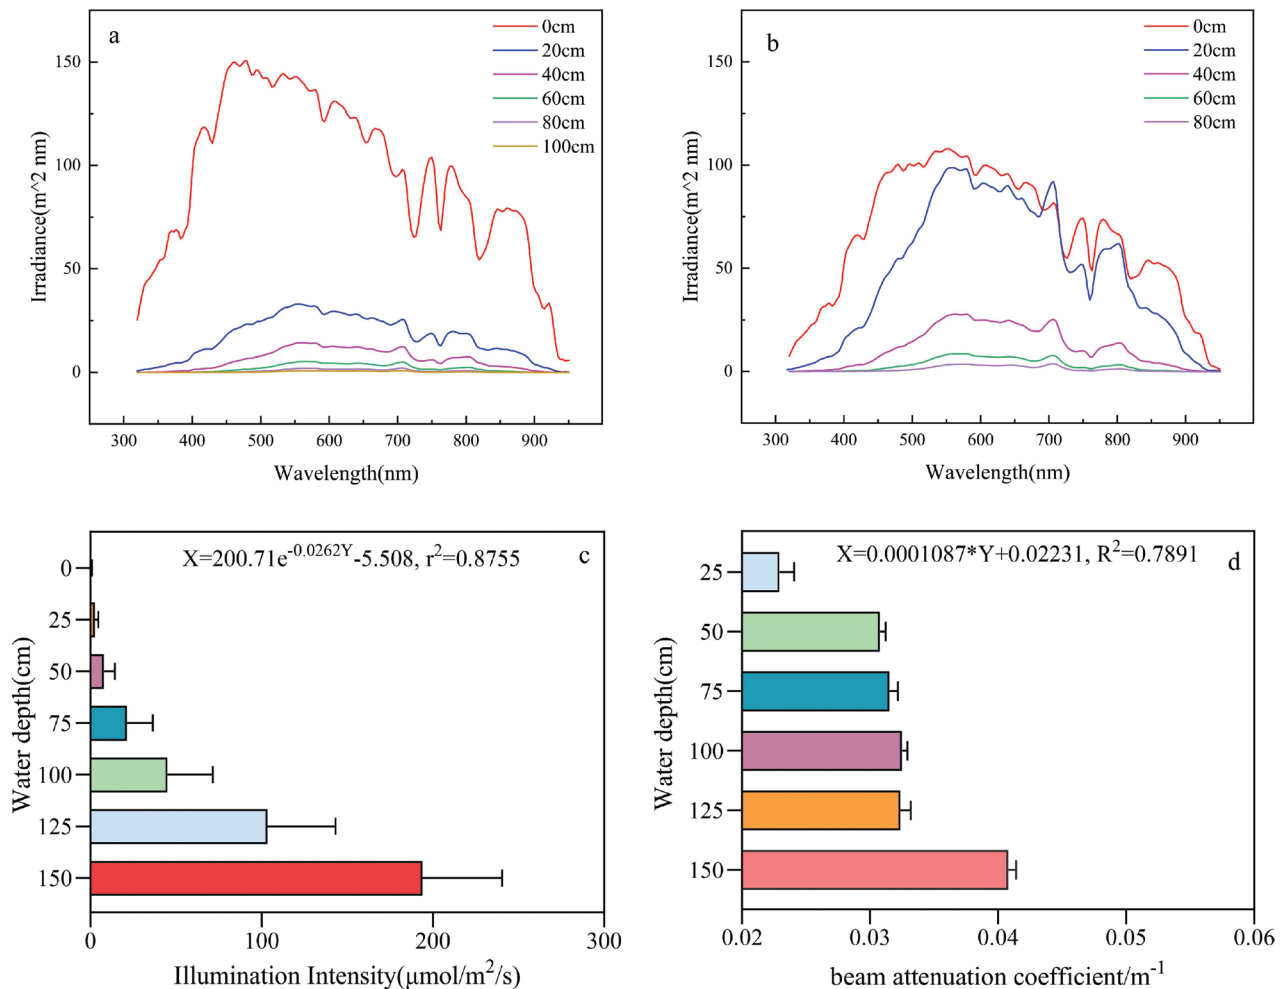 a
0cm
20cm
40cm
60cm
80cm
100cm
150
100
50
0
Irradiance(m^2 nm)
300 400 500 600 700 800 900
Wavelength(nm)
b
0cm
20cm
40cm
60cm
80cm
150
100
50
0
Irradiance(m^2 nm)
300 400 500 600 700 800 900
Wavelength(nm)
X=200.71e^-0.0262Y-5.508, r²=0.8755
c
0
25
50
75
100
125
150
Water depth(cm)
0 100 200 300
Illumination Intensity(μmol/m²/s)
X=0.0001087*Y+0.02231, R²=0.7891
d
25
50
75
100
125
150
Water depth(cm)
0.02 0.03 0.04 0.05 0.06
beam attenuation coefficient/m⁻¹